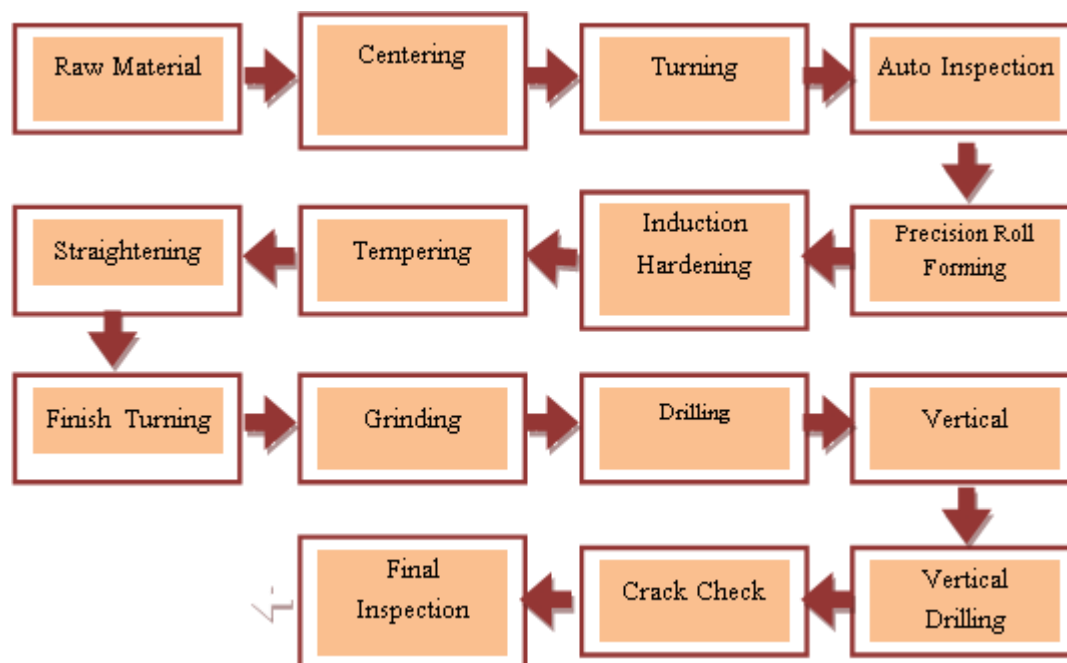 Raw Material
Centering
Turning
Auto Inspection
Precision Roll
Forming
Induction
Hardening
Tempering
Straightening
Finish Turning
Grinding
Drilling
Vertical
Vertical
Drilling
Crack Check
Final
Inspection